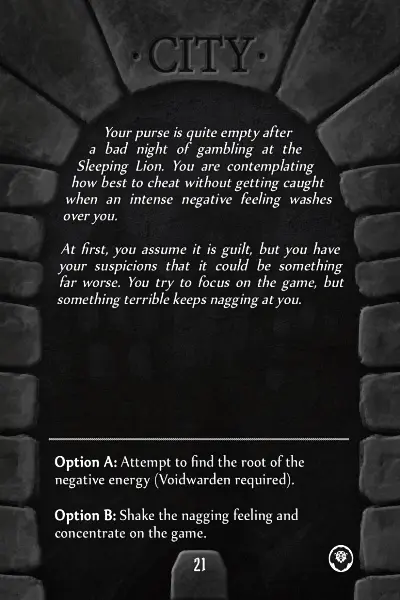 · CITY ·
Your purse is quite empty after
a bad night of gambling at the
Sleeping Lion. You are contemplating
how best to cheat without getting caught
when an intense negative feeling washes
over you.
At first, you assume it is guilt, but you have
your suspicions that it could be something
far worse. You try to focus on the game, but
something terrible keeps nagging at you.
Option A: Attempt to find the root of the
negative energy (Voidwarden required).
Option B: Shake the nagging feeling and
concentrate on the game.
21